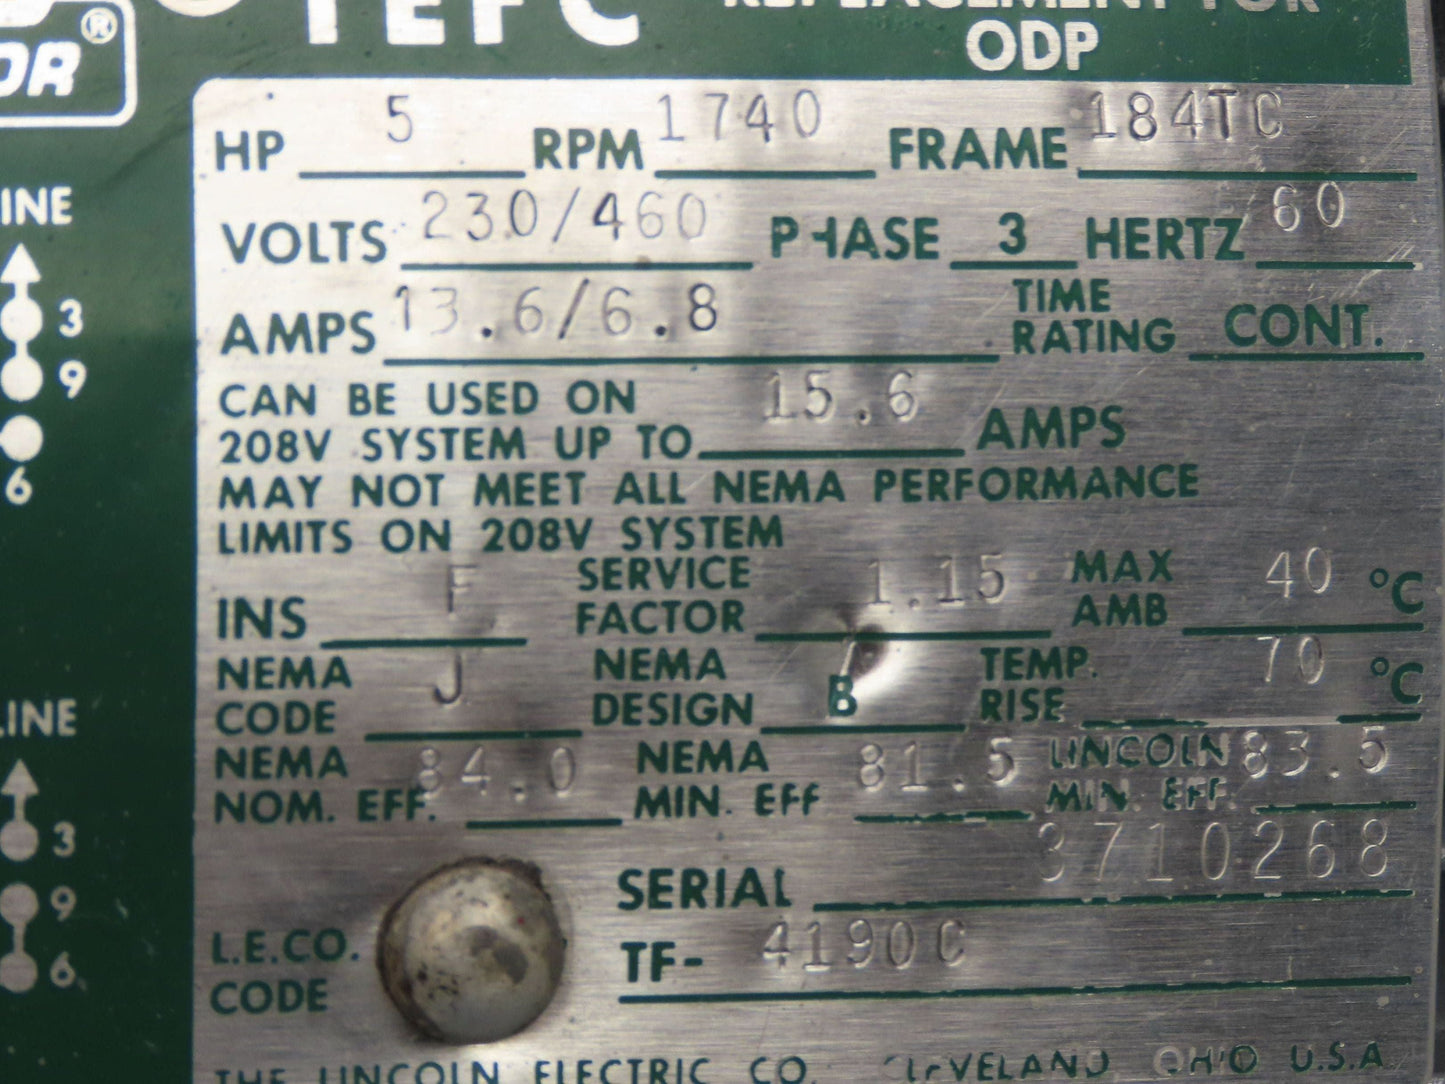 TEFC
REPLACEMENT FOR
ODP
OR®
HP 5 RPM 1740 FRAME 184TC
VOLTS 230/460 PHASE 3 HERTZ 60
AMPS 13.6/6.8 TIME RATING CONT.
CAN BE USED ON
208V SYSTEM UP TO 15.6 AMPS
MAY NOT MEET ALL NEMA PERFORMANCE
LIMITS ON 208V SYSTEM
INS F SERVICE FACTOR 1.15 MAX AMB 40 °C
NEMA CODE J NEMA DESIGN B TEMP. RISE 70 °C
NEMA NOM. EFF. 84.0 NEMA MIN. EFF 81.5 LINCOLN MIN. EFF. 83.5
SERIAL 3710268
L.E.CO. CODE TF- 4190C
THE LINCOLN ELECTRIC CO. CLEVELAND OHIO U.S.A.
INE
3
9
6
LINE
3
9
6